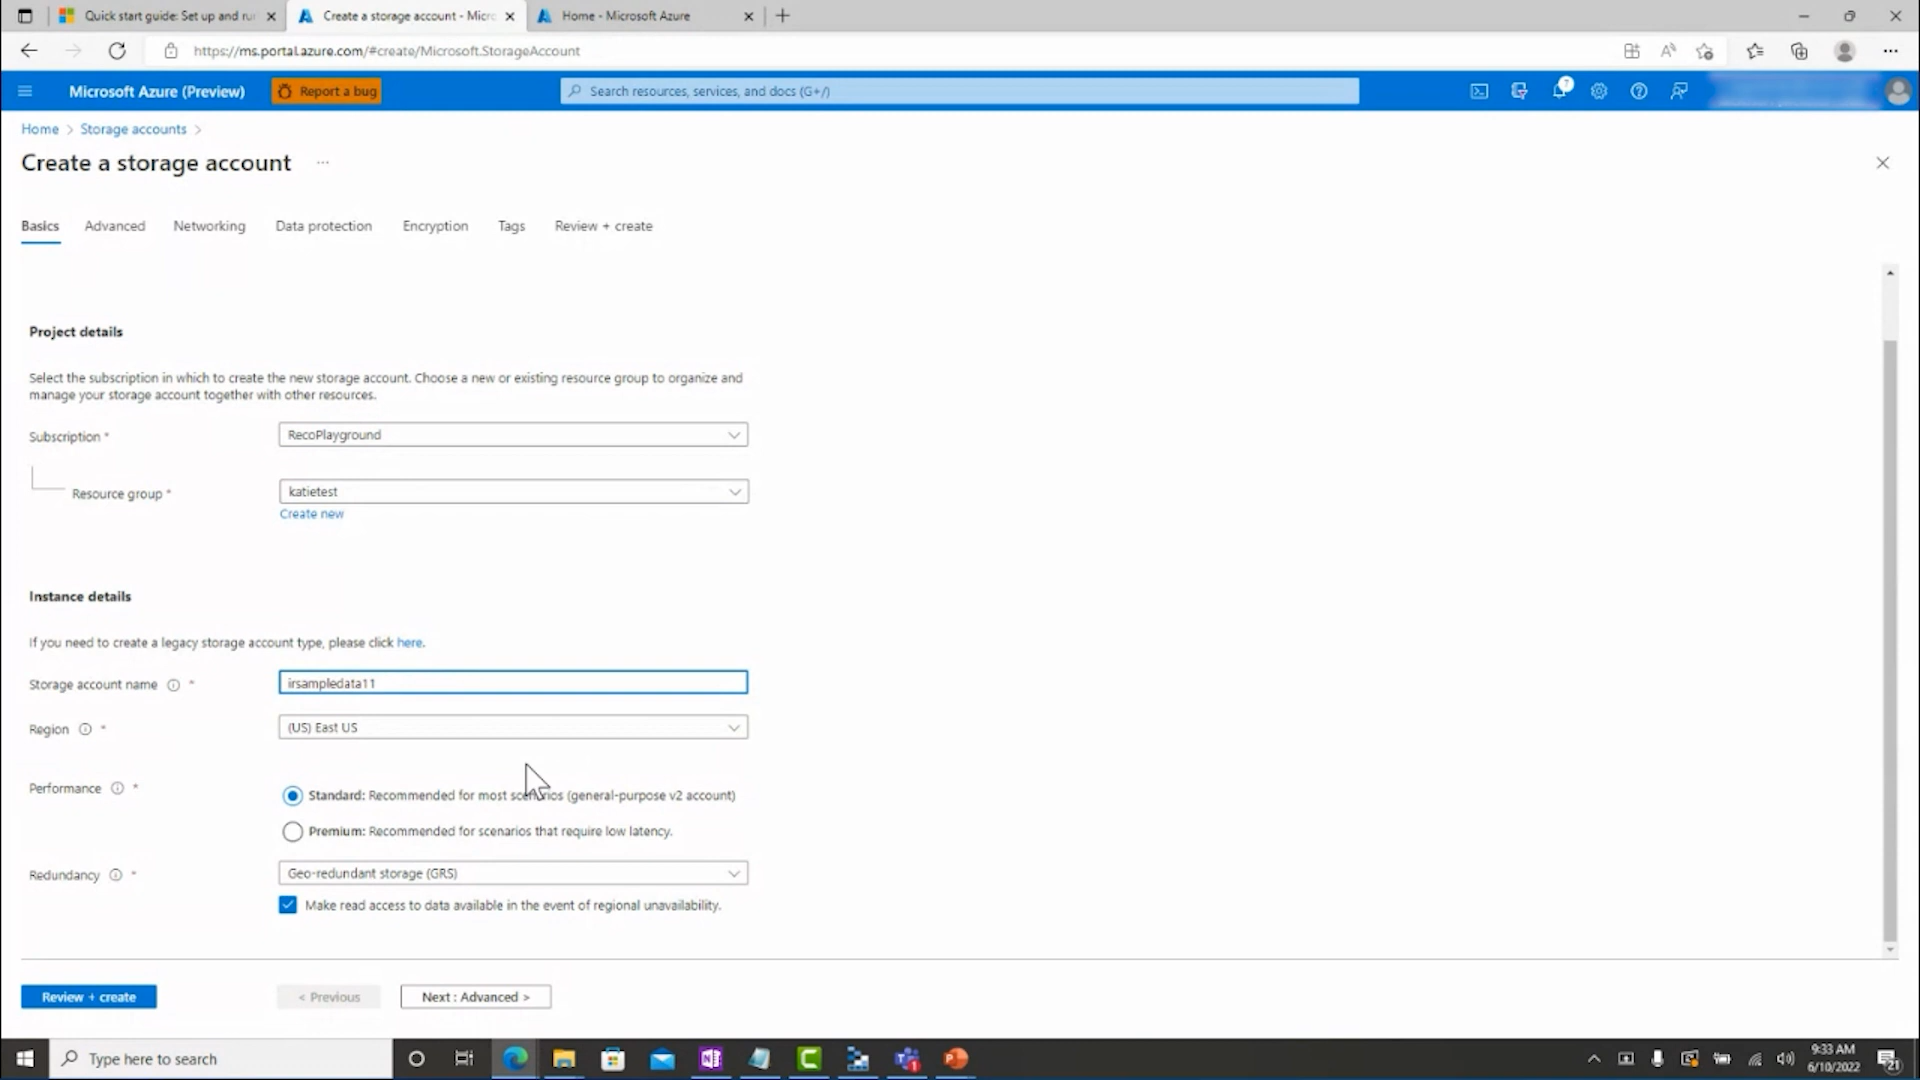 Quick start guide: Set up and rur
Create a storage account - Micro
Home - Microsoft Azure
https://ms.portal.azure.com/#create/Microsoft.StorageAccount
Microsoft Azure (Preview)
Report a bug
Search resources, services, and docs (G+/)
7
Home > Storage accounts >
Create a storage account ...
Basics Advanced Networking Data protection Encryption Tags Review + create
Project details
Select the subscription in which to create the new storage account. Choose a new or existing resource group to organize and
manage your storage account together with other resources.
Subscription *
RecoPlayground
Resource group *
katietest
Create new
Instance details
If you need to create a legacy storage account type, please click here.
Storage account name *
irsampledata11
Region *
(US) East US
Performance *
Standard: Recommended for most scenarios (general-purpose v2 account)
Premium: Recommended for scenarios that require low latency.
Redundancy *
Geo-redundant storage (GRS)
Make read access to data available in the event of regional unavailability.
Review + create
< Previous
Next : Advanced >
Type here to search
9:33 AM
6/10/2022
21